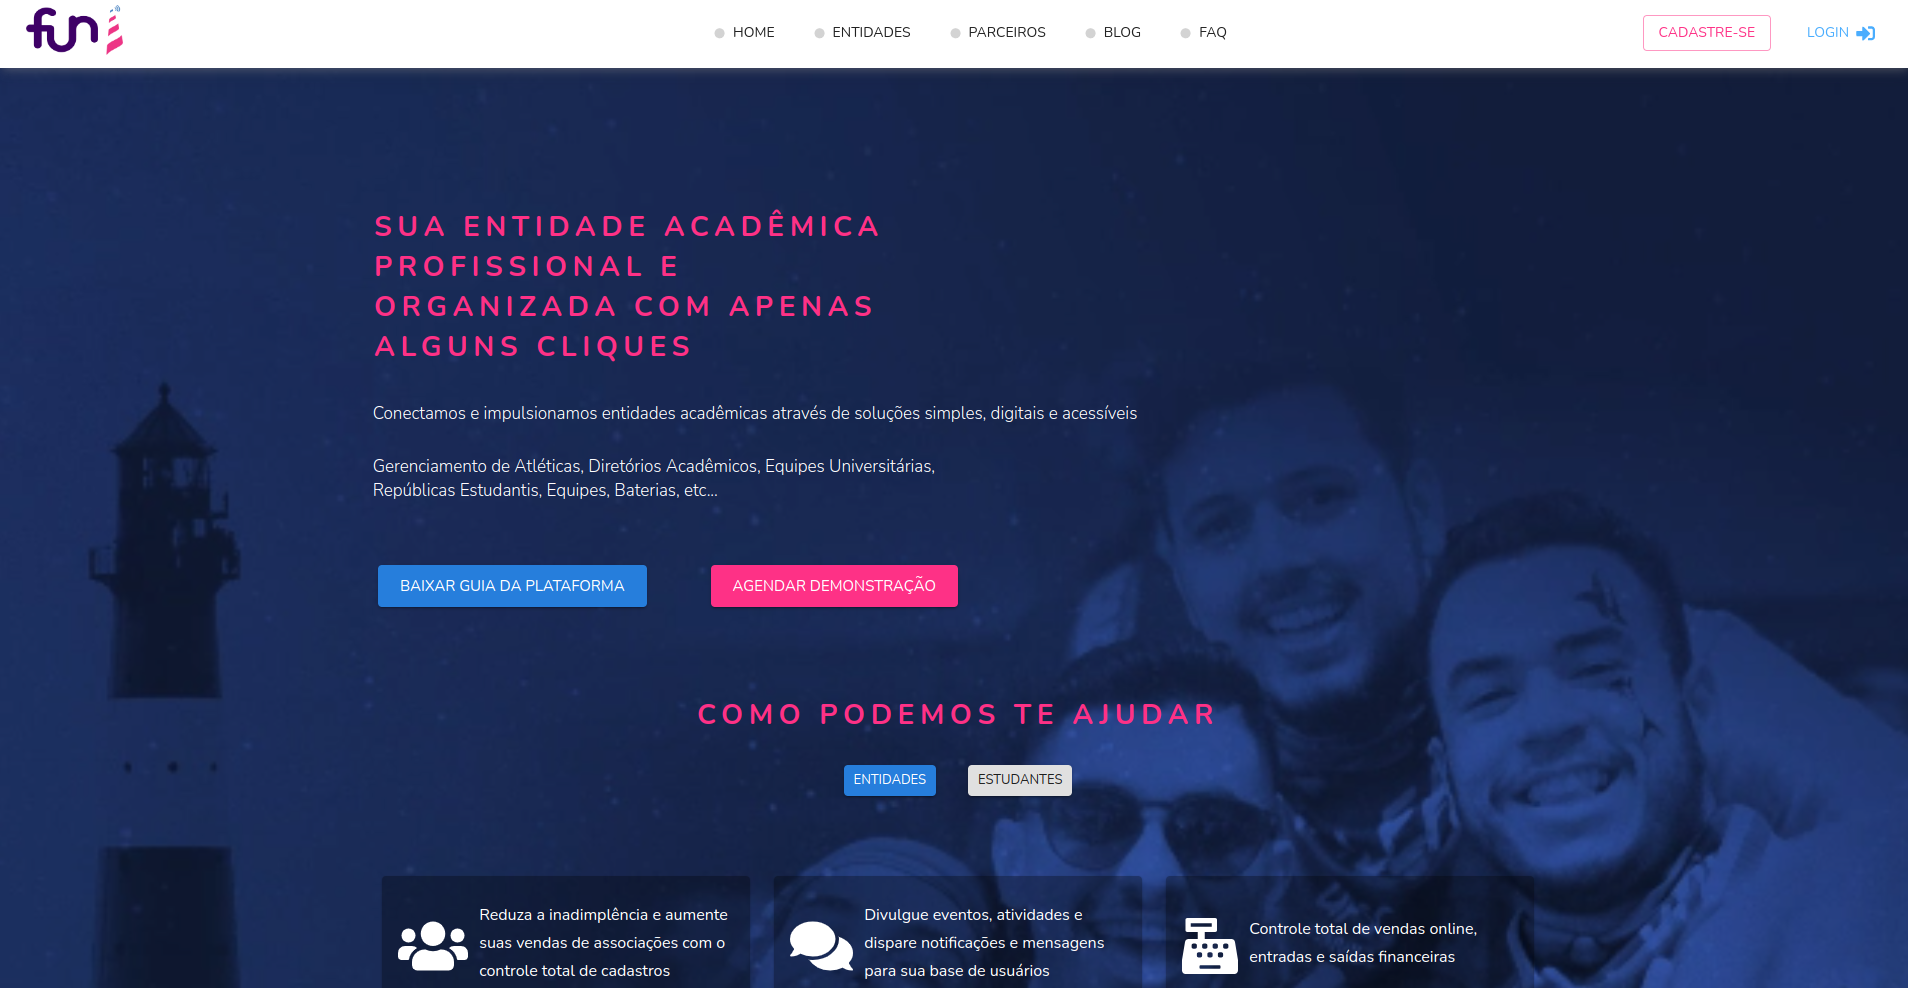 fun
HOME
ENTIDADES
PARCEIROS
BLOG
FAQ
CADASTRE-SE
LOGIN
SUA ENTIDADE ACADÊMICA
PROFISSIONAL E
ORGANIZADA COM APENAS
ALGUNS CLIQUES
Conectamos e impulsionamos entidades acadêmicas através de soluções simples, digitais e acessíveis
Gerenciamento de Atléticas, Diretórios Acadêmicos, Equipes Universitárias,
Repúblicas Estudantis, Equipes, Baterias, etc...
BAIXAR GUIA DA PLATAFORMA
AGENDAR DEMONSTRAÇÃO
COMO PODEMOS TE AJUDAR
ENTIDADES
ESTUDANTES
Reduza a inadimplência e aumente
suas vendas de associações com o
controle total de cadastros
Divulgue eventos, atividades e
dispare notificações e mensagens
para sua base de usuários
Controle total de vendas online,
entradas e saídas financeiras